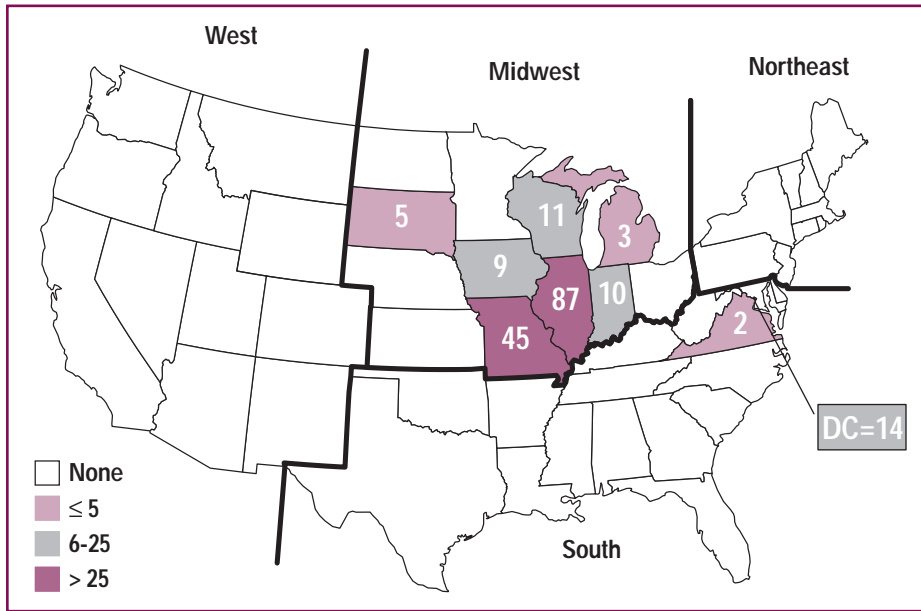 West
Midwest
Northeast
5
11
3
9
87
10
45
2
DC=14
None
≤ 5
6-25
> 25
South